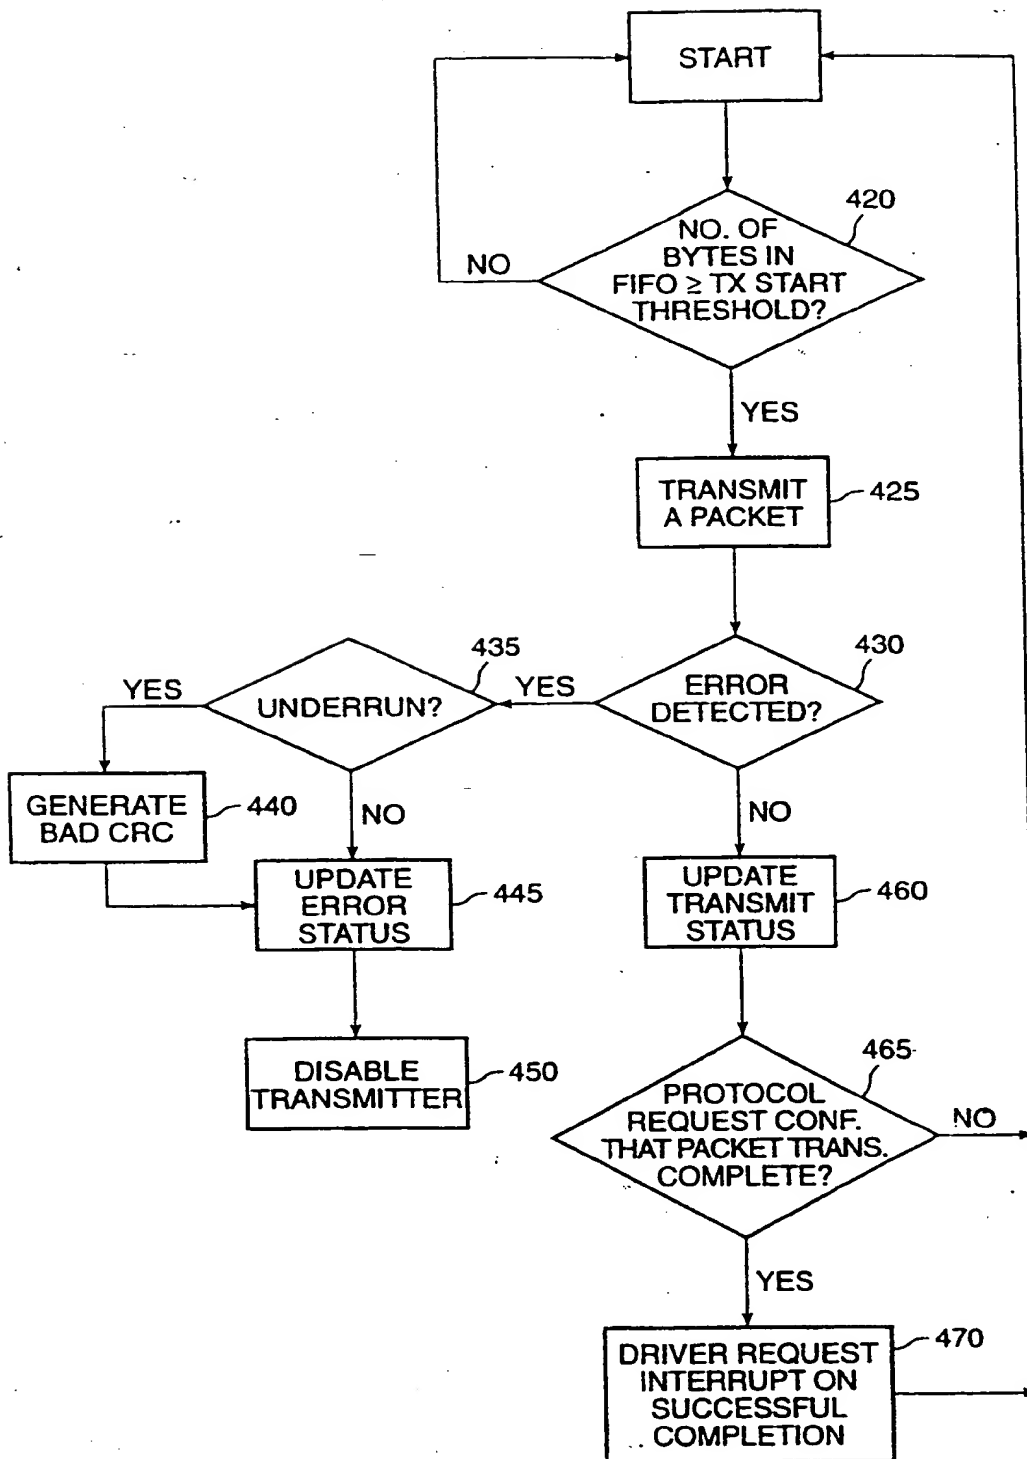 START
420
NO. OF
BYTES IN
FIFO ≥ TX START
THRESHOLD?
NO
YES
TRANSMIT
A PACKET
425
430
ERROR
DETECTED?
YES
435
UNDERRUN?
YES
NO
NO
GENERATE
BAD CRC
440
UPDATE
ERROR
STATUS
445
UPDATE
TRANSMIT
STATUS
460
DISABLE
TRANSMITTER
450
465
PROTOCOL
REQUEST CONF.
THAT PACKET TRANS.
COMPLETE?
NO
YES
DRIVER REQUEST
INTERRUPT ON
SUCCESSFUL
COMPLETION
470